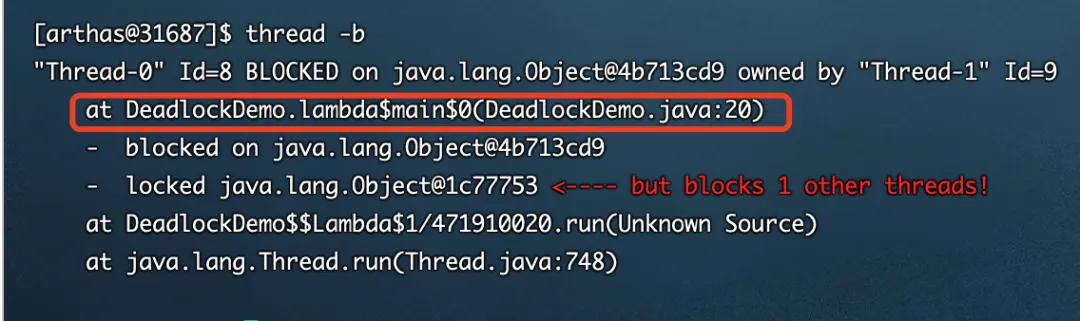 [arthas@31687]$ thread -b
"Thread-0" Id=8 BLOCKED on java.lang.Object@4b713cd9 owned by "Thread-1" Id=9
at DeadlockDemo.lambda$main$0(DeadlockDemo.java:20)
- blocked on java.lang.Object@4b713cd9
- locked java.lang.Object@1c77753 <---- but blocks 1 other threads!
at DeadlockDemo$$Lambda$1/471910020.run(Unknown Source)
at java.lang.Thread.run(Thread.java:748)